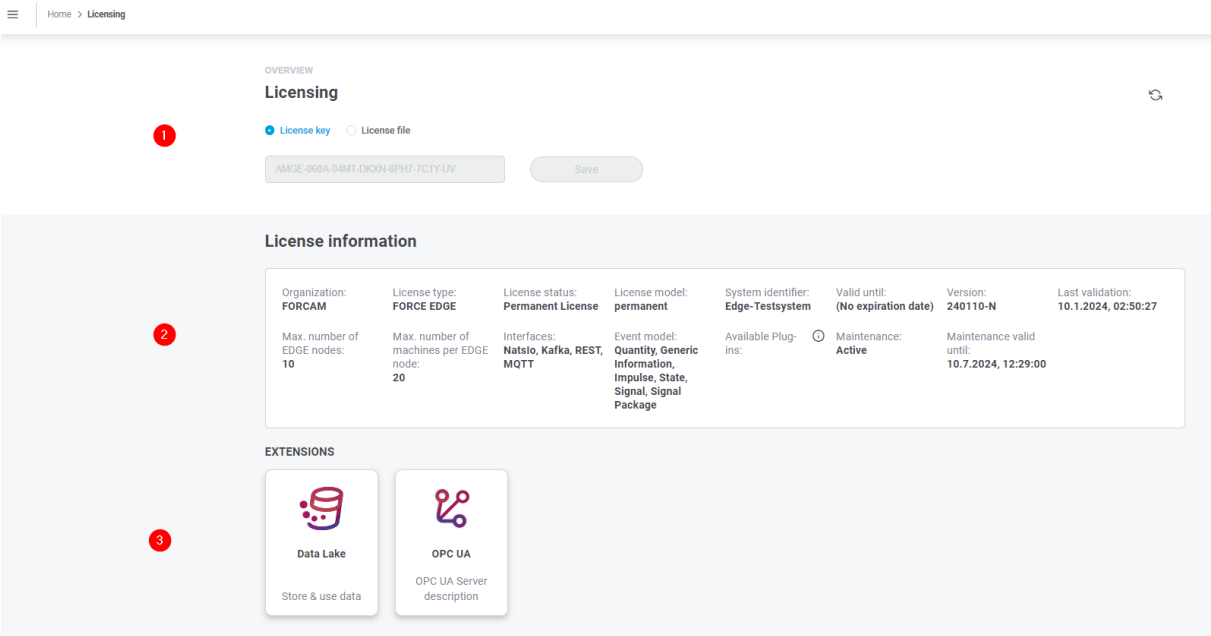 Home > Licensing
OVERVIEW
Licensing
1
License key
License file
AMGE-060A-04MT-DKXN-8PH7-7C1Y-UV
Save
License information
2
Organization:
FORCAM
License type:
FORCE EDGE
License status:
Permanent License
License model:
permanent
System identifier:
Edge-Testsystem
Valid until:
(No expiration date)
Version:
240110-N
Last validation:
10.1.2024, 02:50:27
Max. number of
EDGE nodes:
10
Max. number of
machines per EDGE
node:
20
Interfaces:
NatsIo, Kafka, REST,
MQTT
Event model:
Quantity, Generic
Information,
Impulse, State,
Signal, Signal
Package
Available Plug-
ins:
Maintenance:
Active
Maintenance valid
until:
10.7.2024, 12:29:00
EXTENSIONS
3
Data Lake
Store & use data
OPC UA
OPC UA Server
description